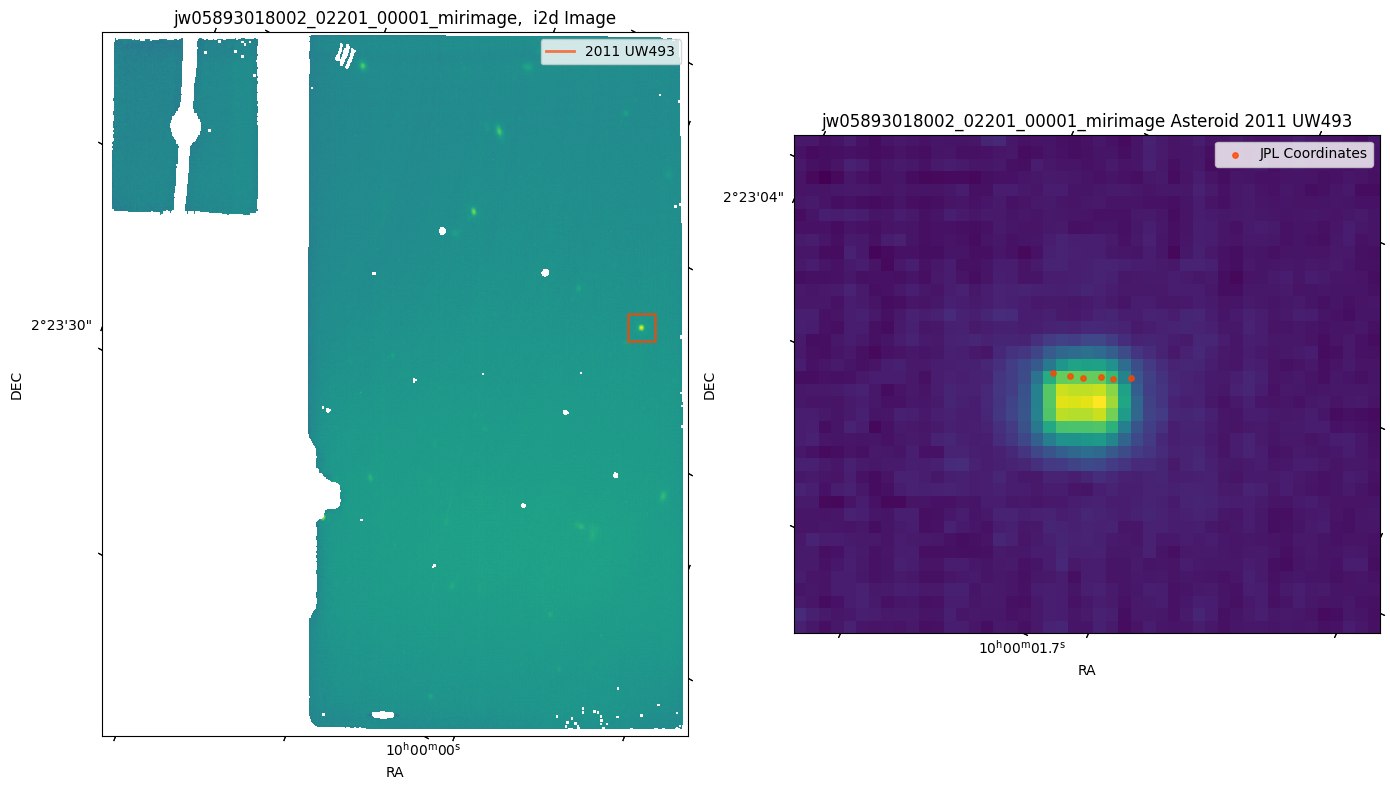 jw05893018002_02201_00001_mirimage,  i2d Image
2011 UW493
2°23'30"
DEC
10ʰ00ᵐ00ˢ
RA
jw05893018002_02201_00001_mirimage Asteroid 2011 UW493
JPL Coordinates
2°23'04"
DEC
10ʰ00ᵐ01.7ˢ
RA